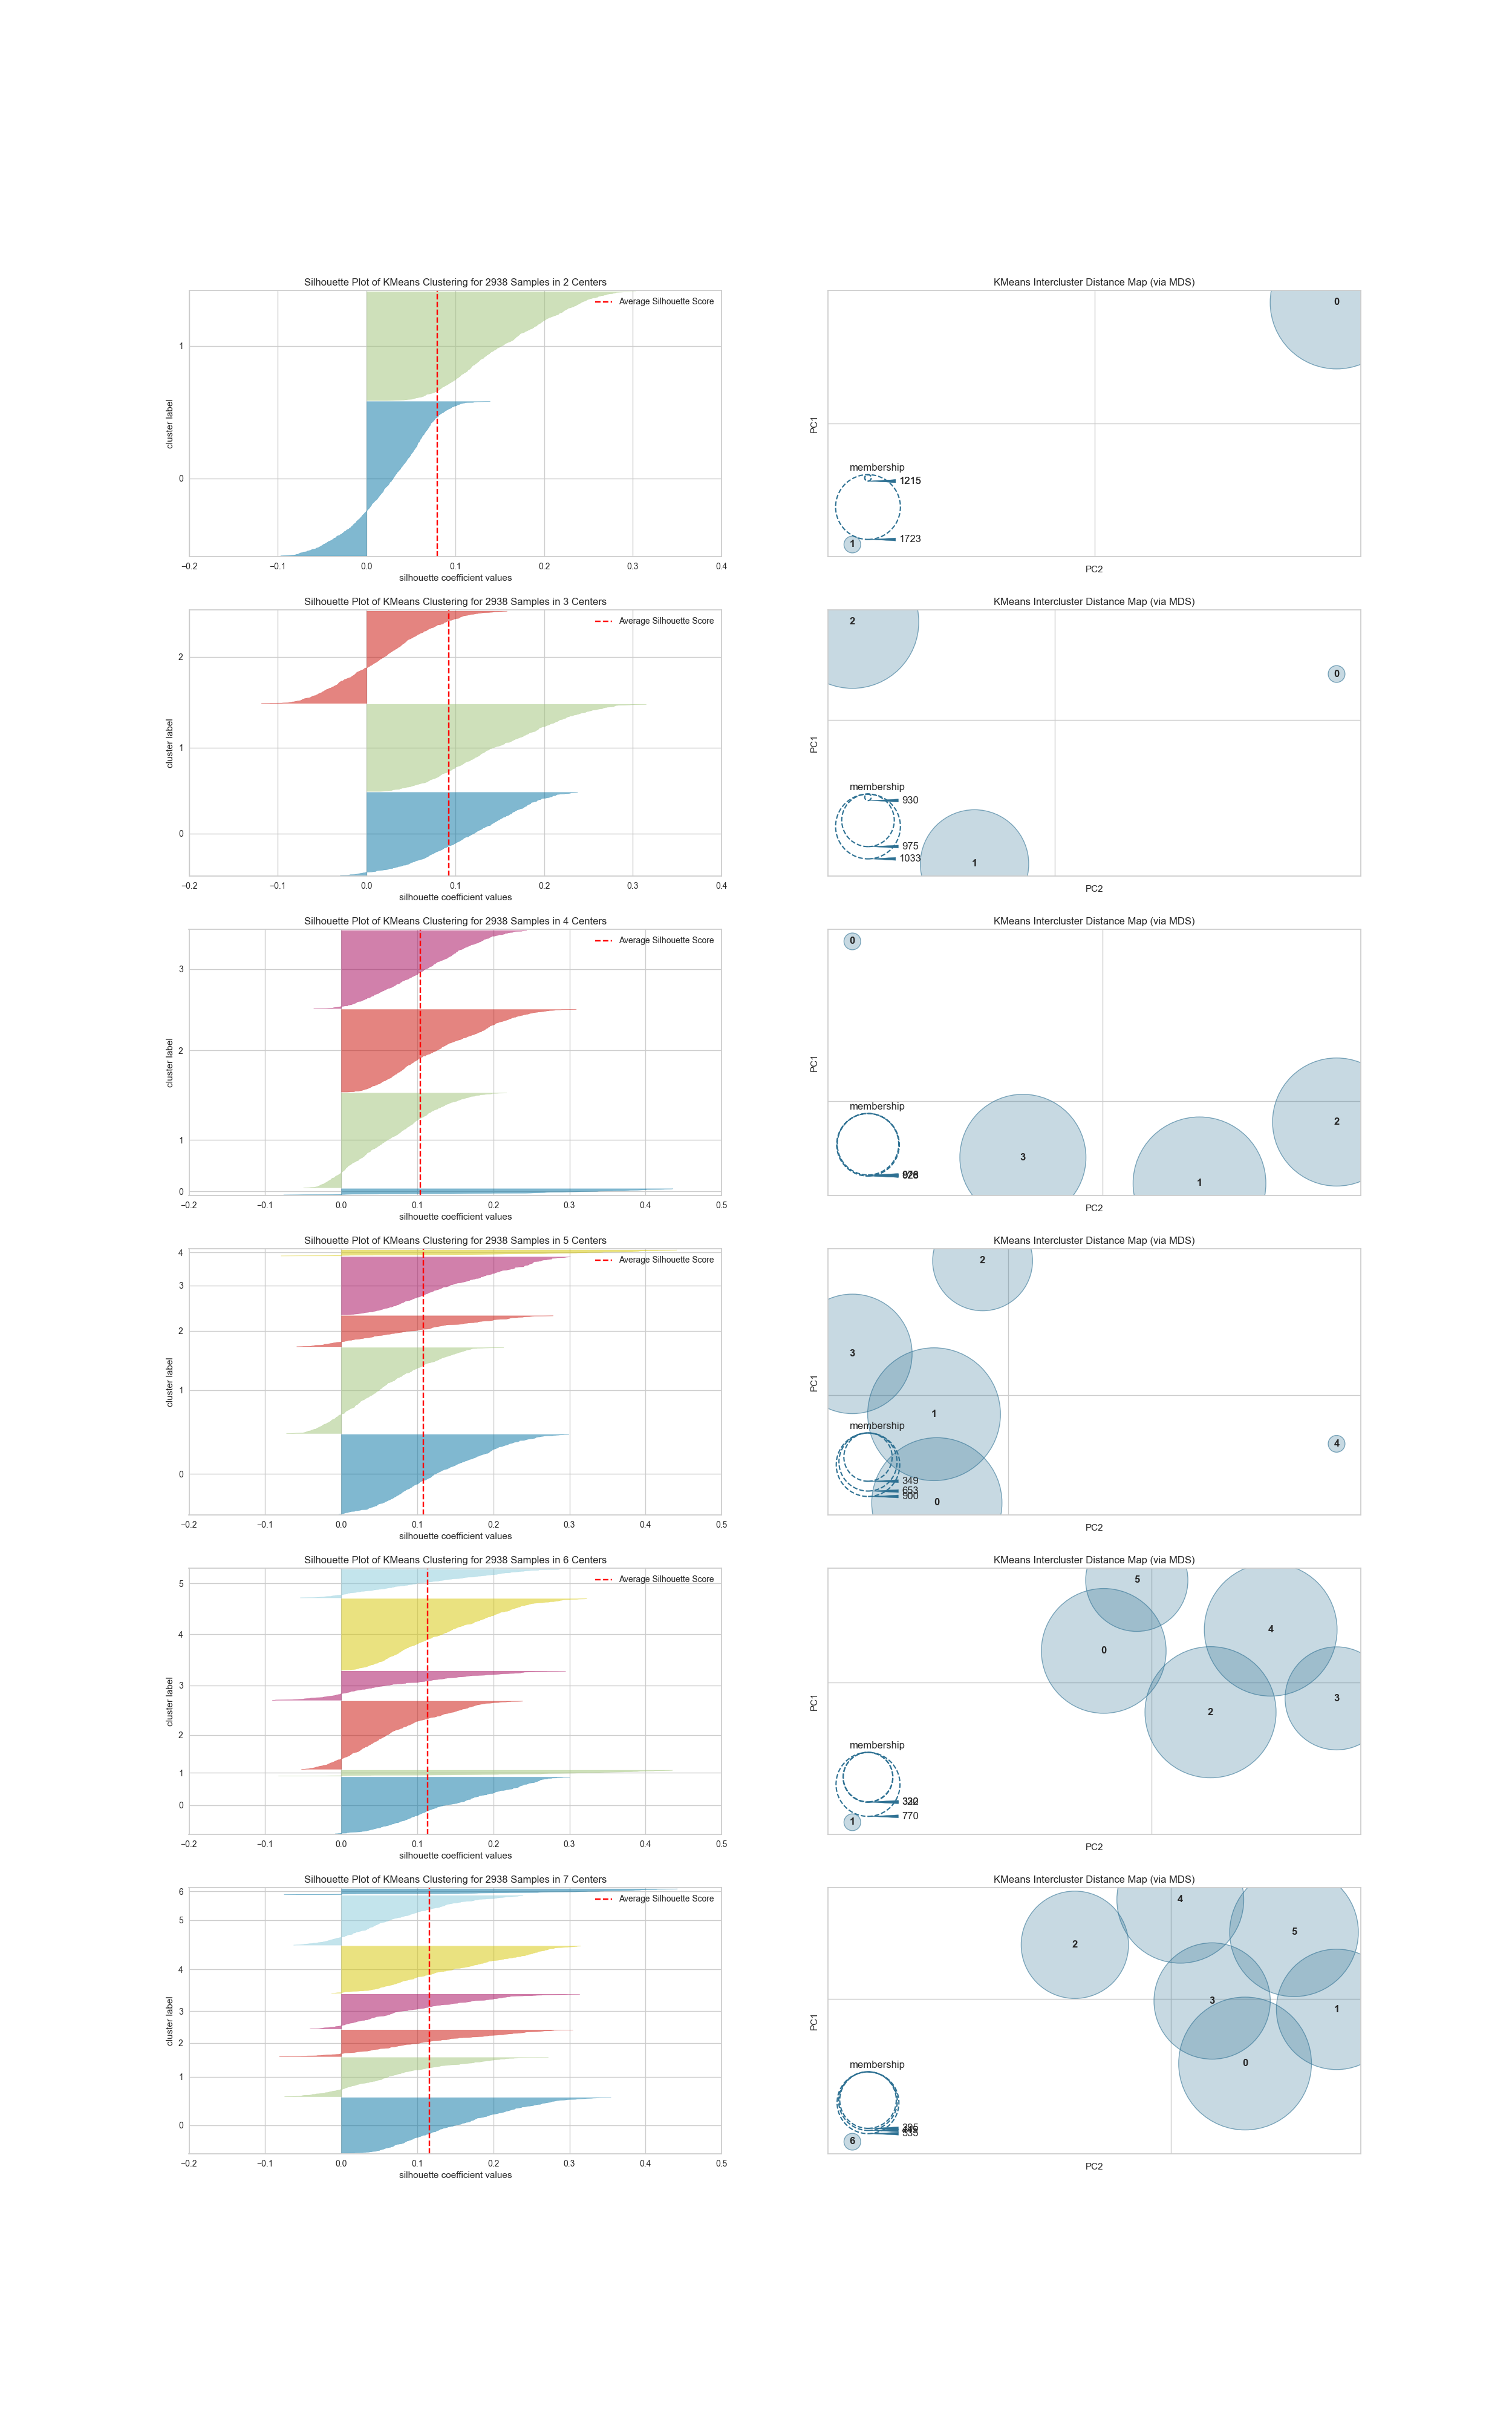 Silhouette Plot of KMeans Clustering for 2938 Samples in 2 Centers
Average Silhouette Score
1
0
cluster label
−0.2 −0.1 0.0 0.1 0.2 0.3 0.4
silhouette coefficient values
KMeans Intercluster Distance Map (via MDS)
0
PC1
membership
1215
1723
1
PC2
Silhouette Plot of KMeans Clustering for 2938 Samples in 3 Centers
Average Silhouette Score
2
1
0
cluster label
−0.2 −0.1 0.0 0.1 0.2 0.3 0.4
silhouette coefficient values
KMeans Intercluster Distance Map (via MDS)
2
0
PC1
membership
930
975
1033
1
PC2
Silhouette Plot of KMeans Clustering for 2938 Samples in 4 Centers
Average Silhouette Score
3
2
1
0
cluster label
−0.2 −0.1 0.0 0.1 0.2 0.3 0.4 0.5
silhouette coefficient values
KMeans Intercluster Distance Map (via MDS)
0
PC1
membership
2
3
1
PC2
Silhouette Plot of KMeans Clustering for 2938 Samples in 5 Centers
Average Silhouette Score
4
3
2
1
0
cluster label
−0.2 −0.1 0.0 0.1 0.2 0.3 0.4 0.5
silhouette coefficient values
KMeans Intercluster Distance Map (via MDS)
2
3
PC1
1
membership
4
349
653
900
0
PC2
Silhouette Plot of KMeans Clustering for 2938 Samples in 6 Centers
Average Silhouette Score
5
4
3
2
1
0
cluster label
−0.2 −0.1 0.0 0.1 0.2 0.3 0.4 0.5
silhouette coefficient values
KMeans Intercluster Distance Map (via MDS)
5
4
0
3
PC1
2
membership
770
1
PC2
Silhouette Plot of KMeans Clustering for 2938 Samples in 7 Centers
Average Silhouette Score
6
5
4
3
2
1
0
cluster label
−0.2 −0.1 0.0 0.1 0.2 0.3 0.4 0.5
silhouette coefficient values
KMeans Intercluster Distance Map (via MDS)
4
5
2
3
1
PC1
0
membership
6
PC2